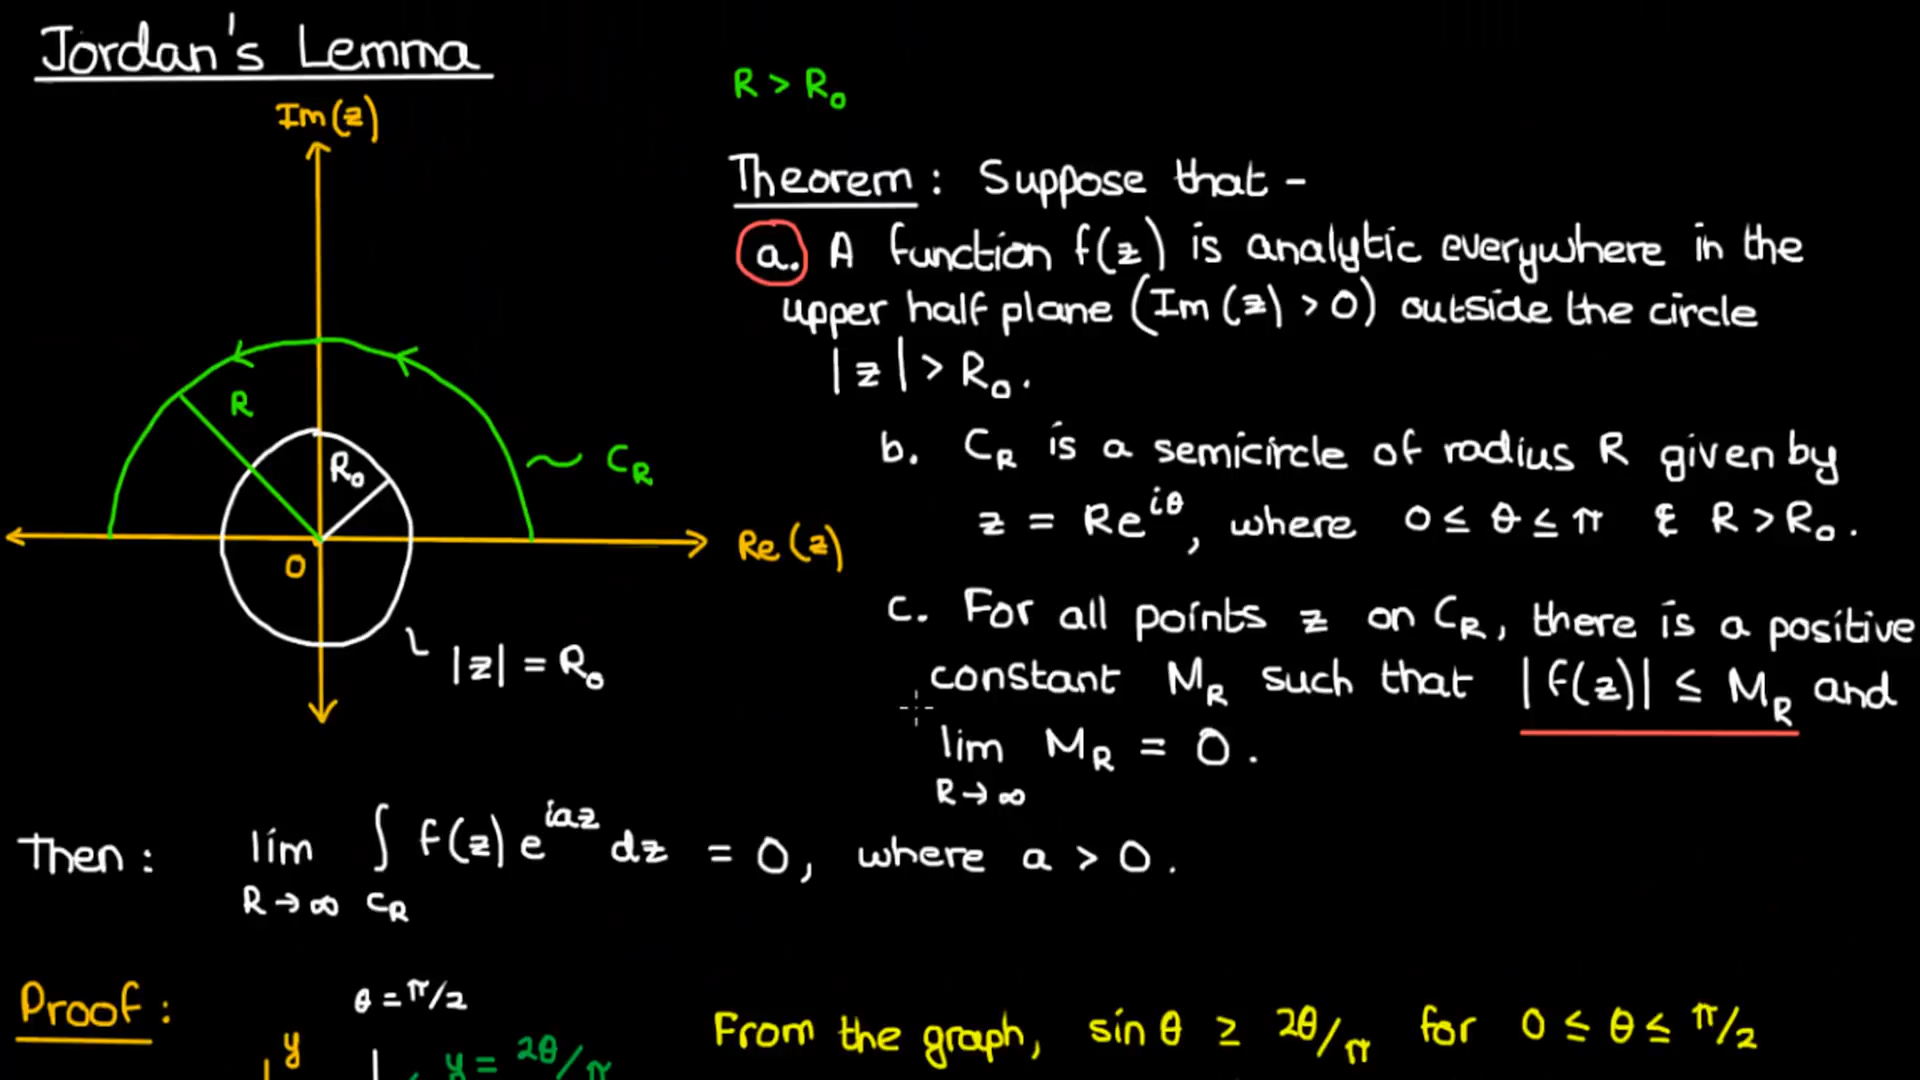 Jordan's Lemma
Im(z)
R > R₀
Theorem: Suppose that -
a. A function f(z) is analytic everywhere in the
upper half plane (Im(z) > 0) outside the circle
|z| > R₀.
R
R₀
C_R
b. C_R is a semicircle of radius R given by
z = Re^{iθ}, where 0 ≤ θ ≤ π & R > R₀.
Re(z)
0
c. For all points z on C_R, there is a positive
constant M_R such that |f(z)| ≤ M_R and
|z| = R₀
lim M_R = 0.
R→∞
Then: lim ∫ f(z) e^{iaz} dz = 0, where a > 0.
R→∞ C_R
Proof:
θ = π/2
From the graph, sin θ ≥ 2θ/π for 0 ≤ θ ≤ π/2
y
y = 2θ/π